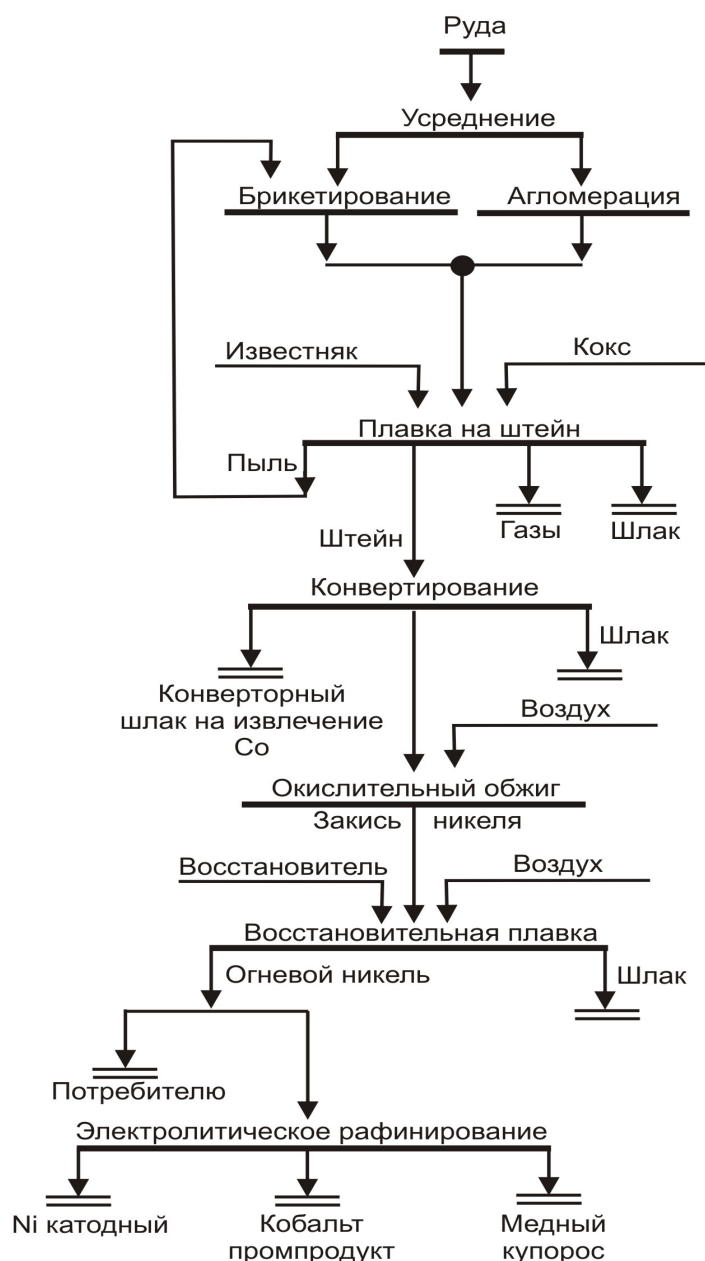 Руда
Усреднение
Брикетирование
Агломерация
Известняк
Кокс
Плавка на штейн
Пыль
Штейн
Газы
Шлак
Конвертирование
Шлак
Конверторный
шлак на извлечение
Co
Воздух
Окислительный обжиг
Закись никеля
Восстановитель
Воздух
Восстановительная плавка
Огневой никель
Шлак
Потребителю
Электролитическое рафинирование
Ni катодный
Кобальт
промпродукт
Медный
купорос